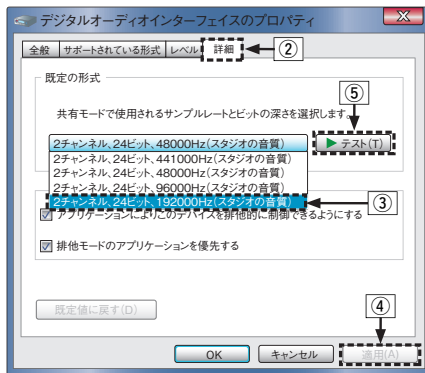 デジタルオーディオインターフェイスのプロパティ
全般 サポートされている形式 レベル 詳細 ②
既定の形式
⑤
共有モードで使用されるサンプルレートとビットの深さを選択します。
2チャンネル、24ビット、48000Hz(スタジオの音質) テスト(T)
2チャンネル、24ビット、441000Hz(スタジオの音質)
2チャンネル、24ビット、48000Hz(スタジオの音質)
2チャンネル、24ビット、96000Hz(スタジオの音質)
2チャンネル、24ビット、192000Hz(スタジオの音質) ③
アプリケーションによりこのデバイスを排他的に制御できるようにする
排他モードのアプリケーションを優先する
④
既定値に戻す(D)
OK キャンセル 適用(A)